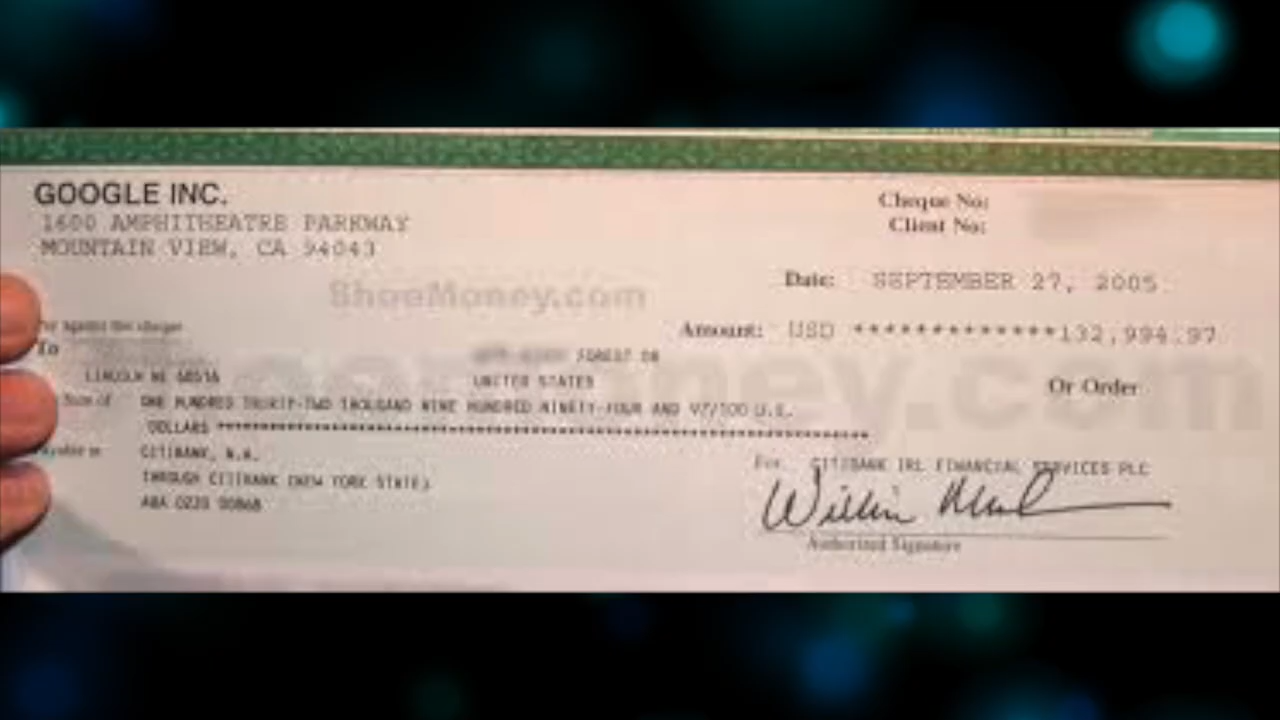 GOOGLE INC.
1600 AMPHITHEATRE PARKWAY
MOUNTAIN VIEW, CA 94043
Cheque No:
Client No:
Date: SEPTEMBER 27, 2005
ShoeMoney.com
Amount: USD *************132,994.97
To
FOREST DR
LINCOLN NE 68516
UNITED STATES
Or Order
ONE HUNDRED THIRTY-TWO THOUSAND NINE HUNDRED NINETY-FOUR AND 97/100 U.S.
DOLLARS
CITIBANK, N.A.
THROUGH CITIBANK (NEW YORK STATE)
ABA
For CITIBANK IRL FINANCIAL SERVICES PLC
Authorized Signature